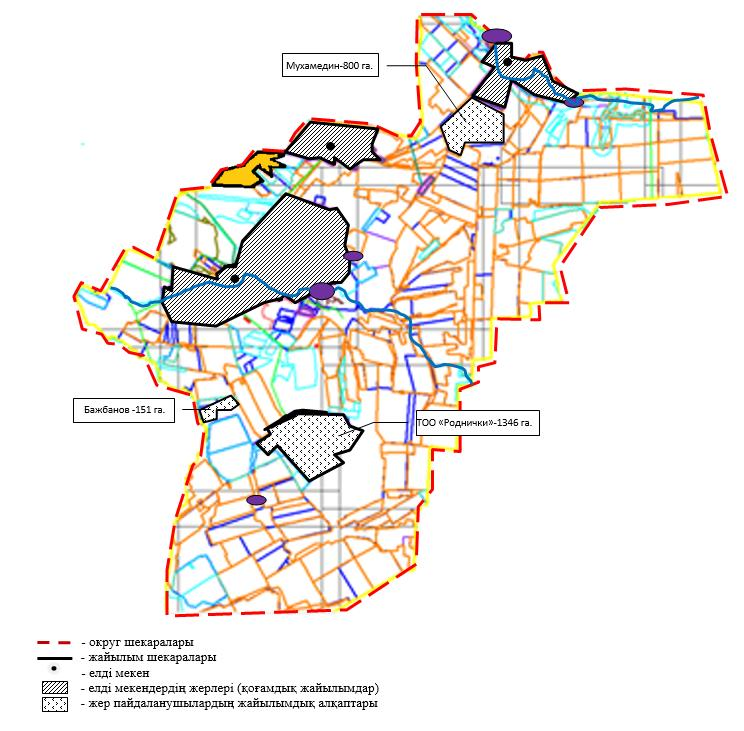 Мухамедин-800 га.
Бажбанов -151 га.
ТОО «Роднички»-1346 га.
- округ шекаралары
- жайылым шекаралары
- елді мекен
- елді мекендердің жерлері (қоғамдық жайылымдар)
- жер пайдаланушылардың жайылымдық алқаптары